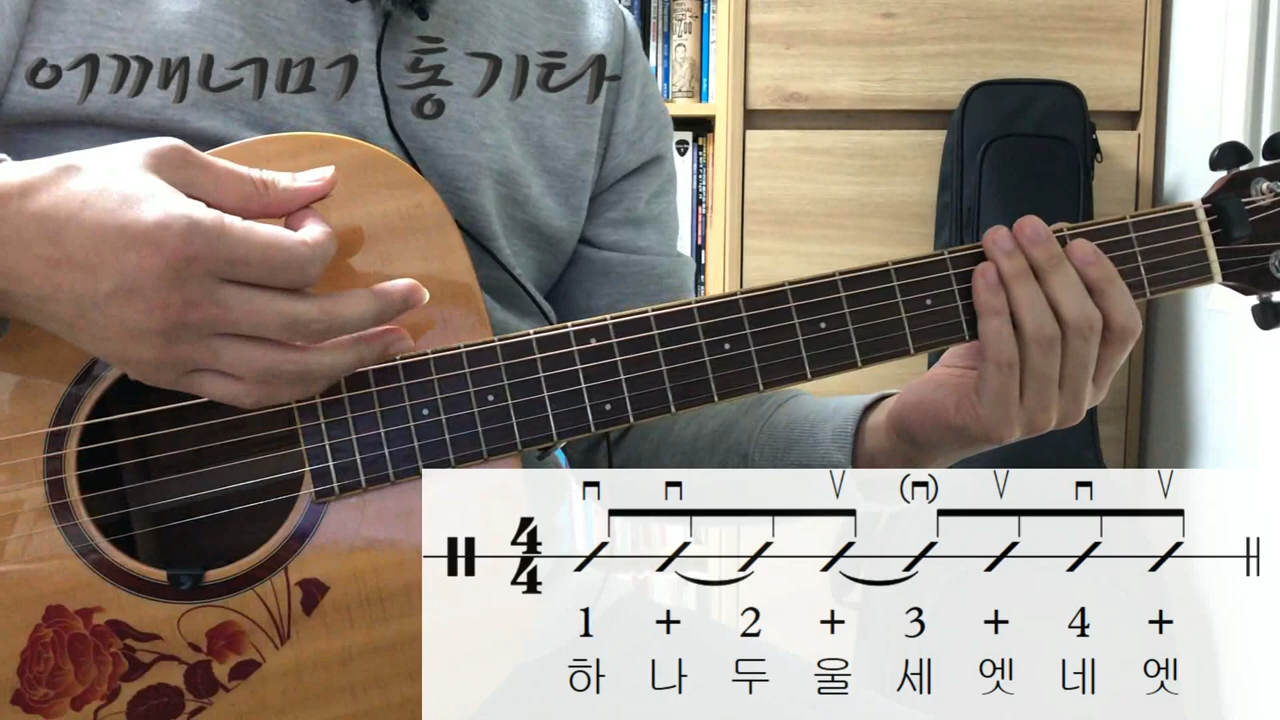 어깨너머 통기타
4
4
1 + 2 + 3 + 4 +
하 나 두 울 세 엣 네 엣